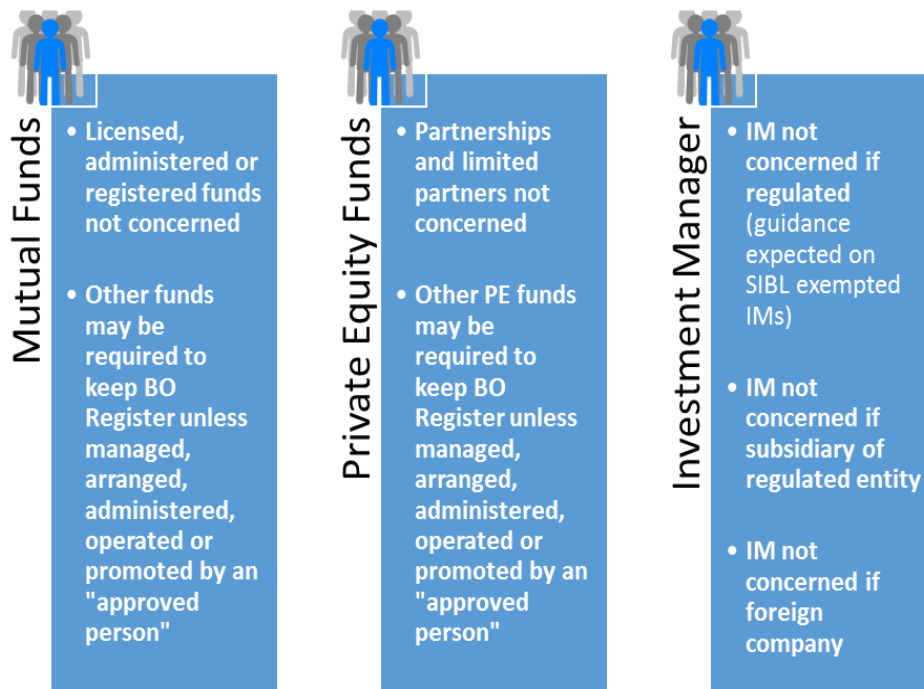 Mutual Funds
• Licensed,
administered or
registered funds
not concerned
• Other funds
may be
required to
keep BO
Register unless
managed,
arranged,
administered,
operated or
promoted by an
"approved
person"
Private Equity Funds
• Partnerships
and limited
partners not
concerned
• Other PE funds
may be
required to
keep BO
Register unless
managed,
arranged,
administered,
operated or
promoted by an
"approved
person"
Investment Manager
• IM not
concerned if
regulated
(guidance
expected on
SIBL exempted
IMs)
• IM not
concerned if
subsidiary of
regulated entity
• IM not
concerned if
foreign
company